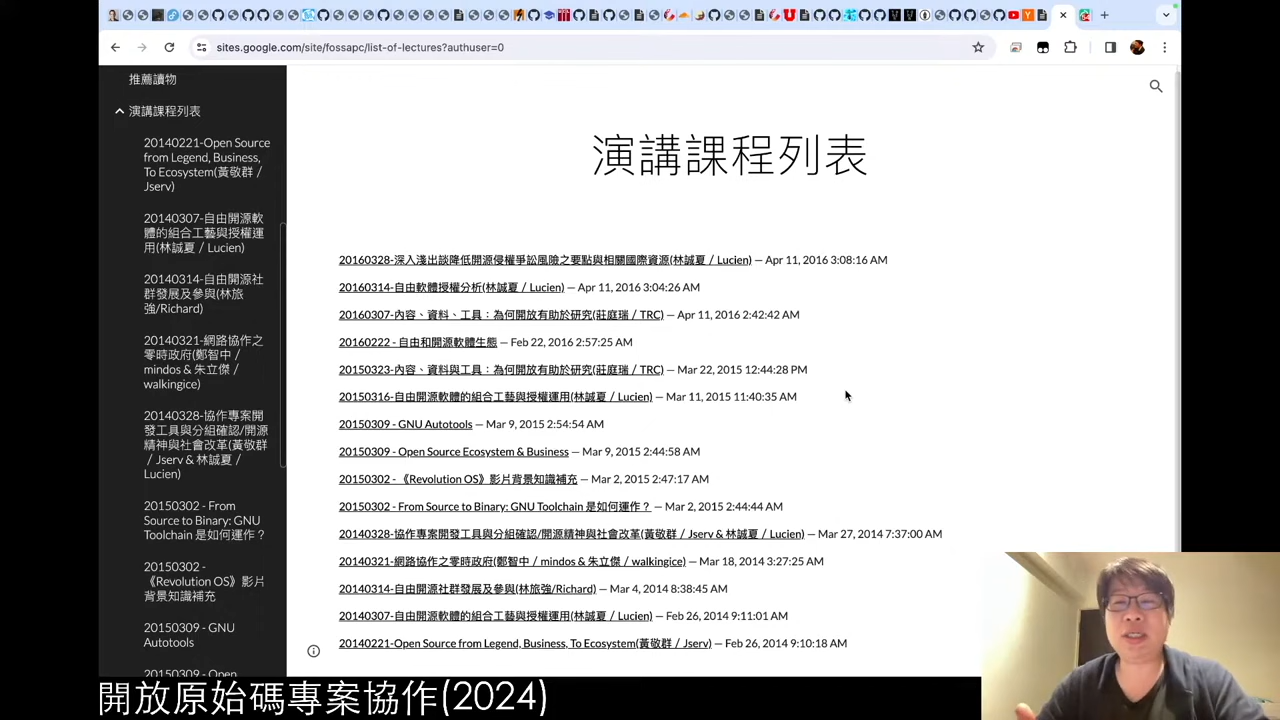 sites.google.com/site/fossapc/list-of-lectures?authuser=0
推薦讀物
演講課程列表
20140221-Open Source
from Legend, Business,
To Ecosystem(黃敬群 /
Jserv)
20140307-自由開源軟
體的組合工藝與授權運
用(林誠夏 / Lucien)
20140314-自由開源社
群發展及參與(林旅
強/Richard)
20140321-網路協作之
零時政府(鄭智中 /
mindos & 朱立傑 /
walkingice)
20140328-協作專案開
發工具與分組確認/開源
精神與社會改革(黃敬群
/ Jserv & 林誠夏 /
Lucien)
20150302 - From
Source to Binary: GNU
Toolchain 是如何運作？
20150302 -
《Revolution OS》影片
背景知識補充
20150309 - GNU
Autotools
20150309 - Open
演講課程列表
20160328-深入淺出談降低開源侵權爭訟風險之要點與相關國際資源(林誠夏 / Lucien) — Apr 11, 2016 3:08:16 AM
20160314-自由軟體授權分析(林誠夏 / Lucien) — Apr 11, 2016 3:04:26 AM
20160307-內容、資料、工具：為何開放有助於研究(莊庭瑞 / TRC) — Apr 11, 2016 2:42:42 AM
20160222 - 自由和開源軟體生態 — Feb 22, 2016 2:57:25 AM
20150323-內容、資料與工具：為何開放有助於研究(莊庭瑞 / TRC) — Mar 22, 2015 12:44:28 PM
20150316-自由開源軟體的組合工藝與授權運用(林誠夏 / Lucien) — Mar 11, 2015 11:40:35 AM
20150309 - GNU Autotools — Mar 9, 2015 2:54:54 AM
20150309 - Open Source Ecosystem & Business — Mar 9, 2015 2:44:58 AM
20150302 - 《Revolution OS》影片背景知識補充 — Mar 2, 2015 2:47:17 AM
20150302 - From Source to Binary: GNU Toolchain 是如何運作？ — Mar 2, 2015 2:44:44 AM
20140328-協作專案開發工具與分組確認/開源精神與社會改革(黃敬群 / Jserv & 林誠夏 / Lucien) — Mar 27, 2014 7:37:00 AM
20140321-網路協作之零時政府(鄭智中 / mindos & 朱立傑 / walkingice) — Mar 18, 2014 3:27:25 AM
20140314-自由開源社群發展及參與(林旅強/Richard) — Mar 4, 2014 8:38:45 AM
20140307-自由開源軟體的組合工藝與授權運用(林誠夏 / Lucien) — Feb 26, 2014 9:11:01 AM
20140221-Open Source from Legend, Business, To Ecosystem(黃敬群 / Jserv) — Feb 26, 2014 9:10:18 AM
開放原始碼專案協作(2024)